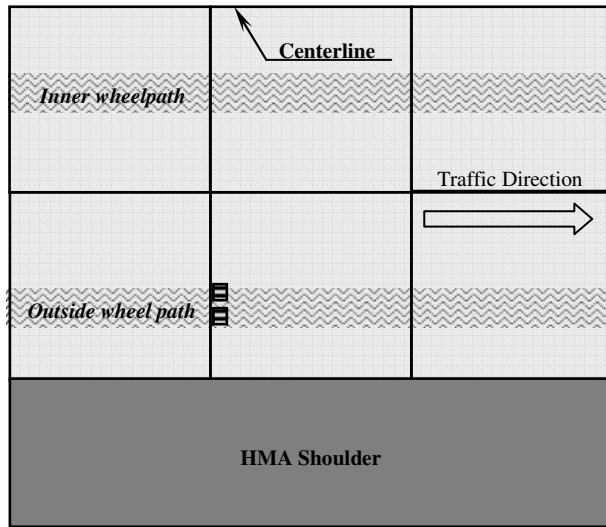 Centerline
Inner wheelpath
Traffic Direction
Outside wheel path
HMA Shoulder